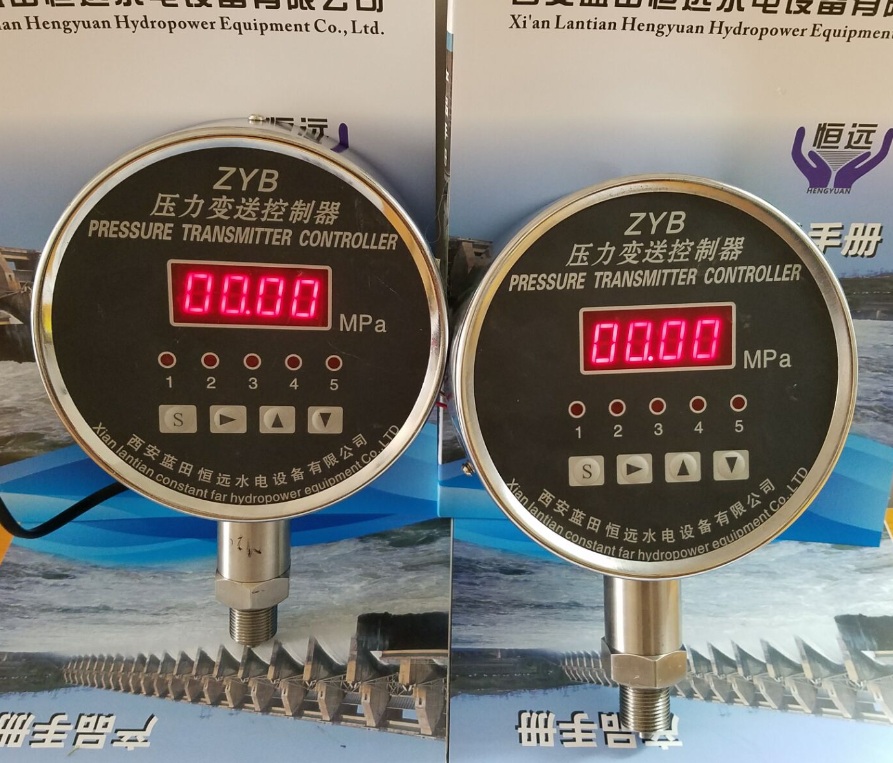 an Hengyuan Hydropower Equipment Co., Ltd.
Xi'an Lantian Hengyuan Hydropower Equipment
恒远
恒远
HENGYUAN
手册
ZYB
压力变送控制器
PRESSURE TRANSMITTER CONTROLLER
00.00
MPa
1 2 3 4 5
S
西安蓝田恒远水电设备有限公司
Xian lantian constant far hydropower equipment Co., LTD
ZYB
压力变送控制器
PRESSURE TRANSMITTER CONTROLLER
00.00
MPa
1 2 3 4 5
S
西安蓝田恒远水电设备有限公司
Xian lantian constant far hydropower equipment Co., LTD
产品手册
产品手册